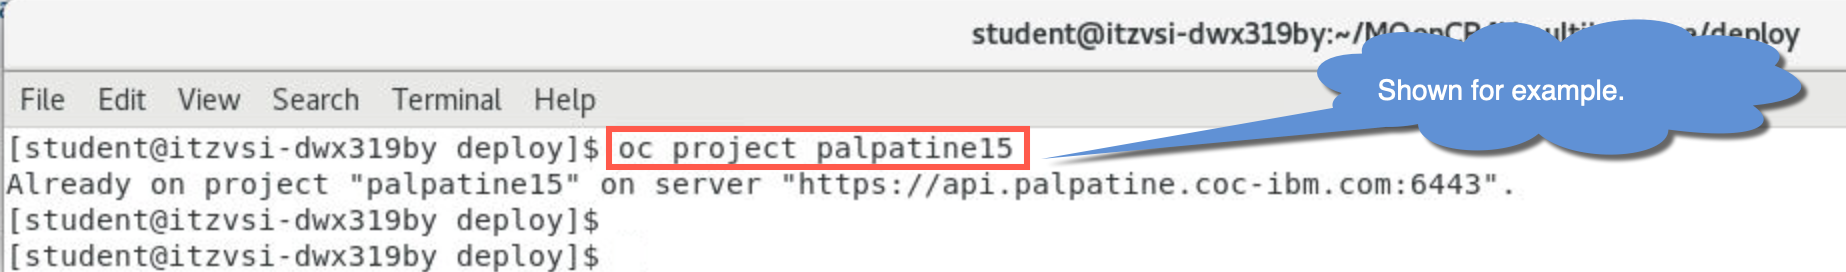 student@itzvsi-dwx319by:~/ /deploy
Shown for example.
File Edit View Search Terminal Help
[student@itzvsi-dwx319by deploy]$ oc project palpatine15
Already on project "palpatine15" on server "https://api.palpatine.coc-ibm.com:6443".
[student@itzvsi-dwx319by deploy]$
[student@itzvsi-dwx319by deploy]$